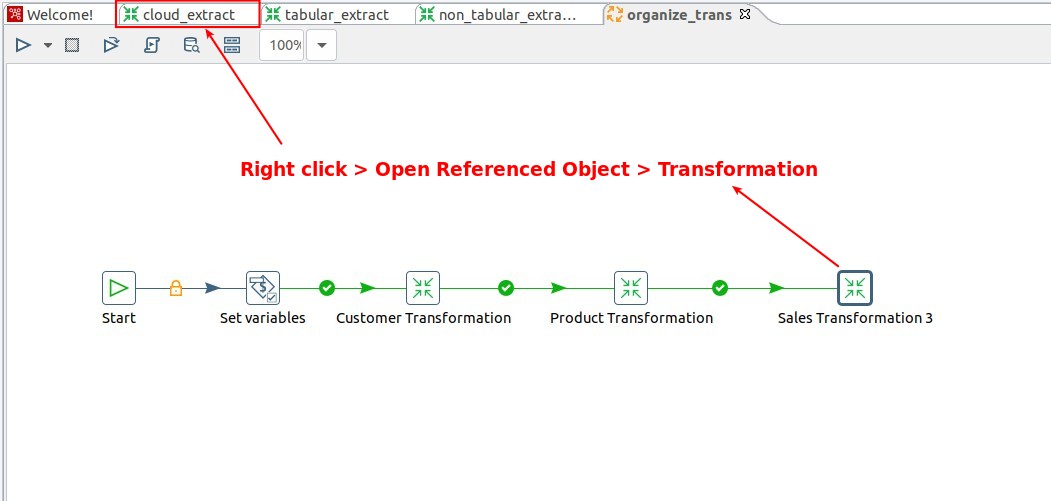 Welcome!
cloud_extract
tabular_extract
non_tabular_extra...
organize_trans
100%
Right click > Open Referenced Object > Transformation
Start
Set variables
Customer Transformation
Product Transformation
Sales Transformation 3